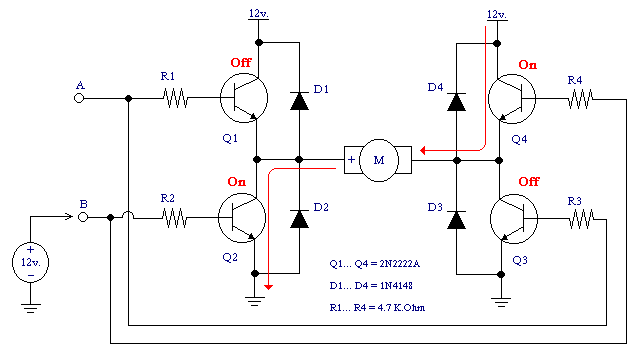 12v.
12v.
Off
On
A
R1
D1
D4
R4
Q1
Q4
+ M
B
On
Off
R2
R3
D2
D3
+
12v.
−
Q2
Q3
Q1... Q4 = 2N2222A
D1... D4 = 1N4148
R1... R4 = 4.7 K.Ohm